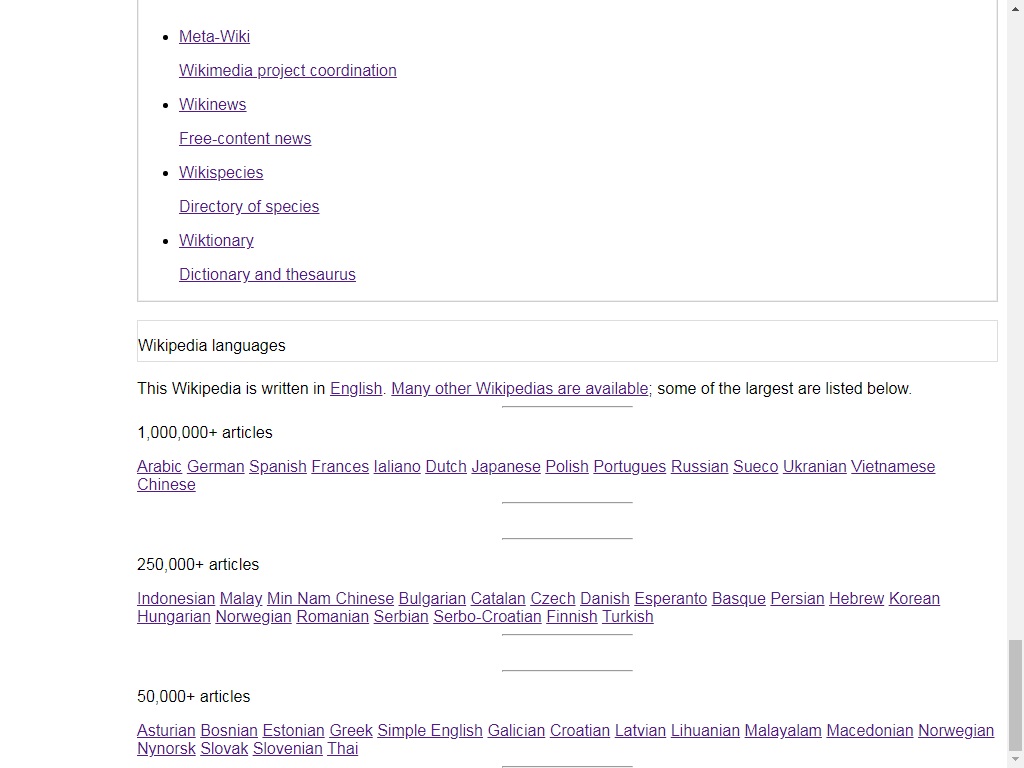 Meta-Wiki
Wikimedia project coordination
Wikinews
Free-content news
Wikispecies
Directory of species
Wiktionary
Dictionary and thesaurus
Wikipedia languages
This Wikipedia is written in English. Many other Wikipedias are available; some of the largest are listed below.
1,000,000+ articles
Arabic German Spanish Frances Ialiano Dutch Japanese Polish Portugues Russian Sueco Ukranian Vietnamese
Chinese
250,000+ articles
Indonesian Malay Min Nam Chinese Bulgarian Catalan Czech Danish Esperanto Basque Persian Hebrew Korean
Hungarian Norwegian Romanian Serbian Serbo-Croatian Finnish Turkish
50,000+ articles
Asturian Bosnian Estonian Greek Simple English Galician Croatian Latvian Lihuanian Malayalam Macedonian Norwegian
Nynorsk Slovak Slovenian Thai